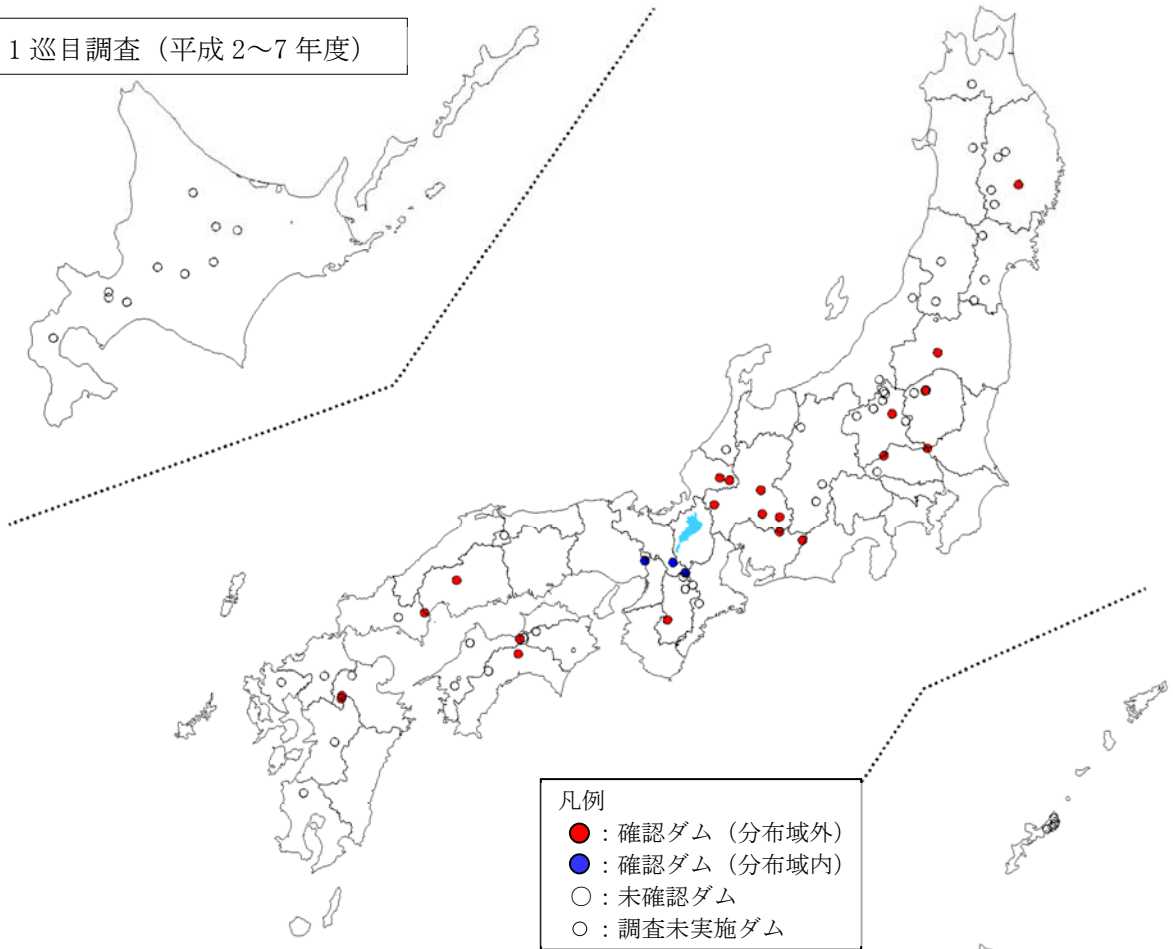 1 巡目調査（平成 2～7 年度）
凡例
：確認ダム（分布域外）
：確認ダム（分布域内）
：未確認ダム
：調査未実施ダム